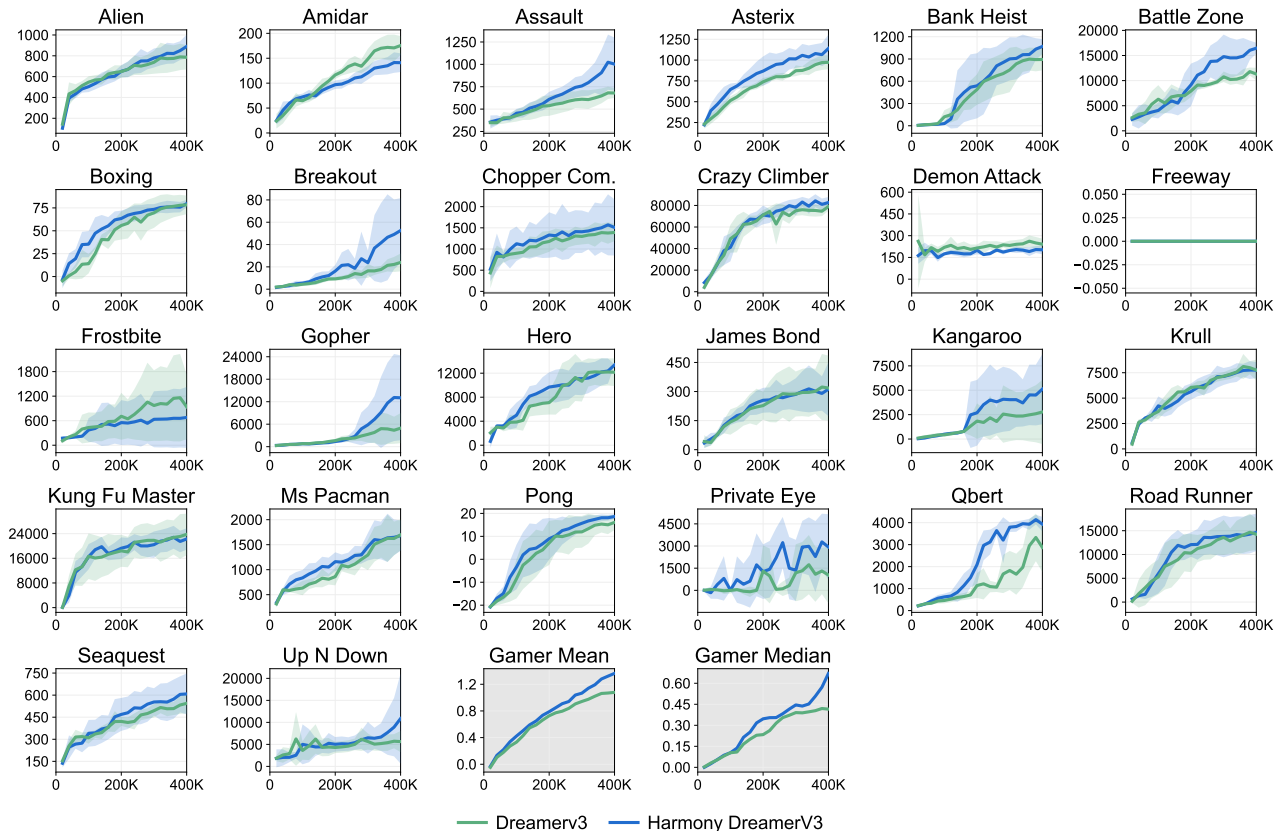 Alien Amidar Assault Asterix Bank Heist Battle Zone
1000 800 600 400 200
0 200K 400K
200 150 100 50 0
0 200K 400K
1250 1000 750 500 250
0 200K 400K
1250 1000 750 500 250
0 200K 400K
1200 900 600 300 0
0 200K 400K
20000 15000 10000 5000 0
0 200K 400K
Boxing Breakout Chopper Com. Crazy Climber Demon Attack Freeway
75 50 25 0
0 200K 400K
80 60 40 20 0
0 200K 400K
2000 1500 1000 500 0
0 200K 400K
80000 60000 40000 20000 0
0 200K 400K
600 450 300 150 0
0 200K 400K
0.050 0.025 0.000 −0.025 −0.050
0 200K 400K
Frostbite Gopher Hero James Bond Kangaroo Krull
1800 1200 600 0
0 200K 400K
24000 18000 12000 6000 0
0 200K 400K
12000 8000 4000 0
0 200K 400K
450 300 150 0
0 200K 400K
7500 5000 2500 0
0 200K 400K
7500 5000 2500 0
0 200K 400K
Kung Fu Master Ms Pacman Pong Private Eye Qbert Road Runner
24000 16000 8000 0
0 200K 400K
2000 1500 1000 500
0 200K 400K
20 10 0 −10 −20
0 200K 400K
4500 3000 1500 0
0 200K 400K
4000 3000 2000 1000 0
0 200K 400K
15000 10000 5000 0
0 200K 400K
Seaquest Up N Down Gamer Mean Gamer Median
750 600 450 300 150
0 200K 400K
20000 15000 10000 5000 0
0 200K 400K
1.2 0.8 0.4 0.0
0 200K 400K
0.60 0.45 0.30 0.15 0.00
0 200K 400K
Dreamerv3 Harmony DreamerV3